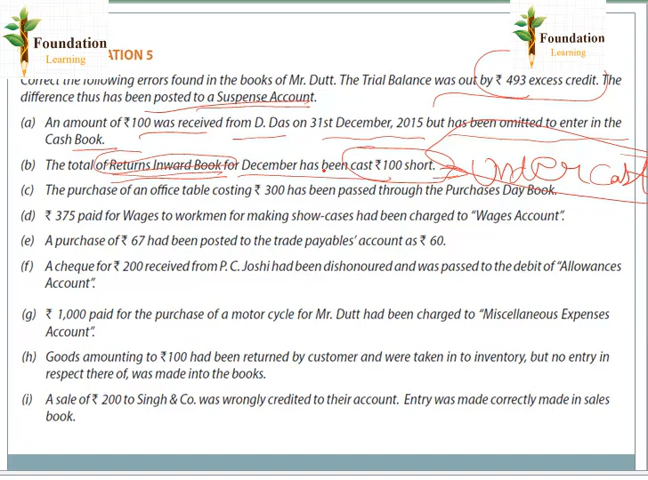 Foundation
Learning
Foundation
Learning
ATION 5
Correct the following errors found in the books of Mr. Dutt. The Trial Balance was out by ₹ 493 excess credit. The
difference thus has been posted to a Suspense Account.
(a) An amount of ₹100 was received from D. Das on 31st December, 2015 but has been omitted to enter in the
Cash Book.
(b) The total of Returns Inward Book for December has been cast ₹100 short.
Undercast
(c) The purchase of an office table costing ₹ 300 has been passed through the Purchases Day Book.
(d) ₹ 375 paid for Wages to workmen for making show-cases had been charged to “Wages Account”.
(e) A purchase of ₹ 67 had been posted to the trade payables’ account as ₹ 60.
(f) A cheque for ₹ 200 received from P. C. Joshi had been dishonoured and was passed to the debit of “Allowances
Account”.
(g) ₹ 1,000 paid for the purchase of a motor cycle for Mr. Dutt had been charged to “Miscellaneous Expenses
Account”.
(h) Goods amounting to ₹100 had been returned by customer and were taken in to inventory, but no entry in
respect there of, was made into the books.
(i) A sale of ₹ 200 to Singh & Co. was wrongly credited to their account. Entry was made correctly made in sales
book.